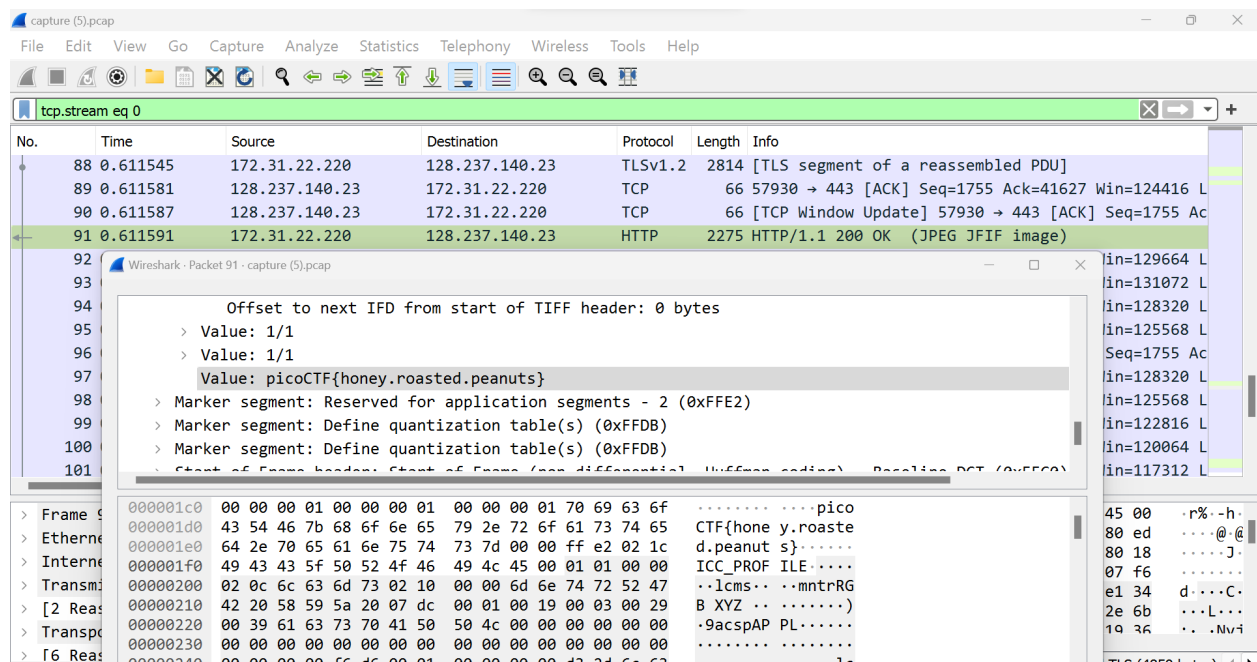 capture (5).pcap
File Edit View Go Capture Analyze Statistics Telephony Wireless Tools Help
tcp.stream eq 0
No. Time Source Destination Protocol Length Info
88 0.611545 172.31.22.220 128.237.140.23 TLSv1.2 2814 [TLS segment of a reassembled PDU]
89 0.611581 128.237.140.23 172.31.22.220 TCP 66 57930 → 443 [ACK] Seq=1755 Ack=41627 Win=124416 L
90 0.611587 128.237.140.23 172.31.22.220 TCP 66 [TCP Window Update] 57930 → 443 [ACK] Seq=1755 Ac
91 0.611591 172.31.22.220 128.237.140.23 HTTP 2275 HTTP/1.1 200 OK (JPEG JFIF image)
92 Win=129664 L
93 Win=131072 L
94 Win=128320 L
95 Win=125568 L
96 Seq=1755 Ac
97 Win=128320 L
98 Win=125568 L
99 Win=122816 L
100 Win=120064 L
101 Win=117312 L
Wireshark · Packet 91 · capture (5).pcap
Offset to next IFD from start of TIFF header: 0 bytes
> Value: 1/1
> Value: 1/1
Value: picoCTF{honey.roasted.peanuts}
> Marker segment: Reserved for application segments - 2 (0xFFE2)
> Marker segment: Define quantization table(s) (0xFFDB)
> Marker segment: Define quantization table(s) (0xFFDB)
000001c0 00 00 00 01 00 00 00 01 00 00 00 01 70 69 63 6f ········ ····pico
000001d0 43 54 46 7b 68 6f 6e 65 79 2e 72 6f 61 73 74 65 CTF{hone y.roaste
000001e0 64 2e 70 65 61 6e 75 74 73 7d 00 00 ff e2 02 1c d.peanut s}······
000001f0 49 43 43 5f 50 52 4f 46 49 4c 45 00 01 01 00 00 ICC_PROF ILE·····
00000200 02 0c 6c 63 6d 73 02 10 00 00 6d 6e 74 72 52 47 ··lcms·· ··mntrRG
00000210 42 20 58 59 5a 20 07 dc 00 01 00 19 00 03 00 29 B XYZ ·· ·······)
00000220 00 39 61 63 73 70 41 50 50 4c 00 00 00 00 00 00 ·9acspAP PL······
00000230 00 00 00 00 00 00 00 00 00 00 00 00 00 00 00 00 ········ ········
> Frame 9
> Etherne
> Interne
> Transmi
> [2 Reas
> Transpo
> [6 Reas
45 00 ·r%·-h·
80 ed ····@·@
80 18 ·····J·
07 f6 ·······
e1 34 d····C·
2e 6b ···L···
19 36